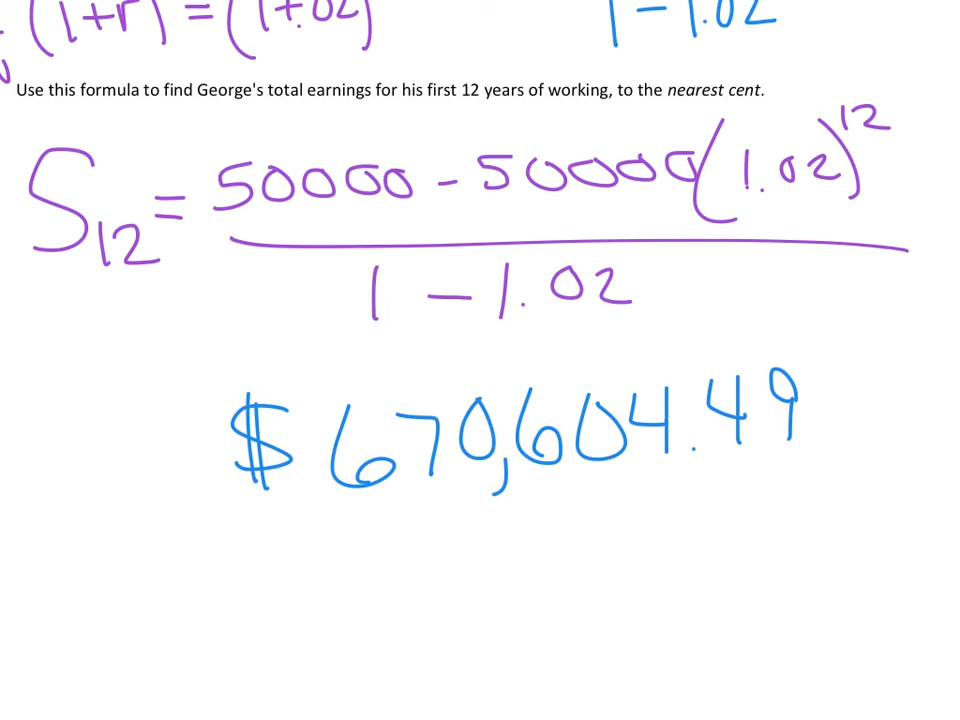 (1+r) = (1+.02)
1 - 1.02
Use this formula to find George's total earnings for his first 12 years of working, to the nearest cent.
S₁₂ = 50000 - 50000(1.02)¹²
1 - 1.02
$670,604.49